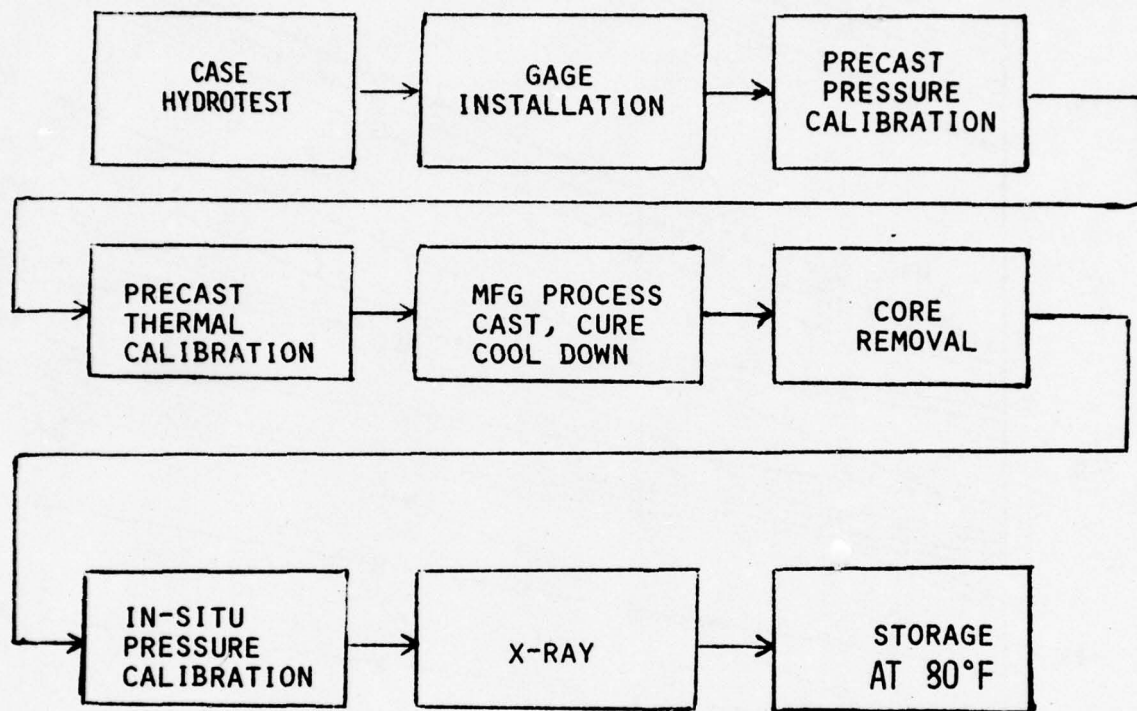 CASE
HYDROTEST
GAGE
INSTALLATION
PRECAST
PRESSURE
CALIBRATION
PRECAST
THERMAL
CALIBRATION
MFG PROCESS
CAST, CURE
COOL DOWN
CORE
REMOVAL
IN-SITU
PRESSURE
CALIBRATION
X-RAY
STORAGE
AT 80°F